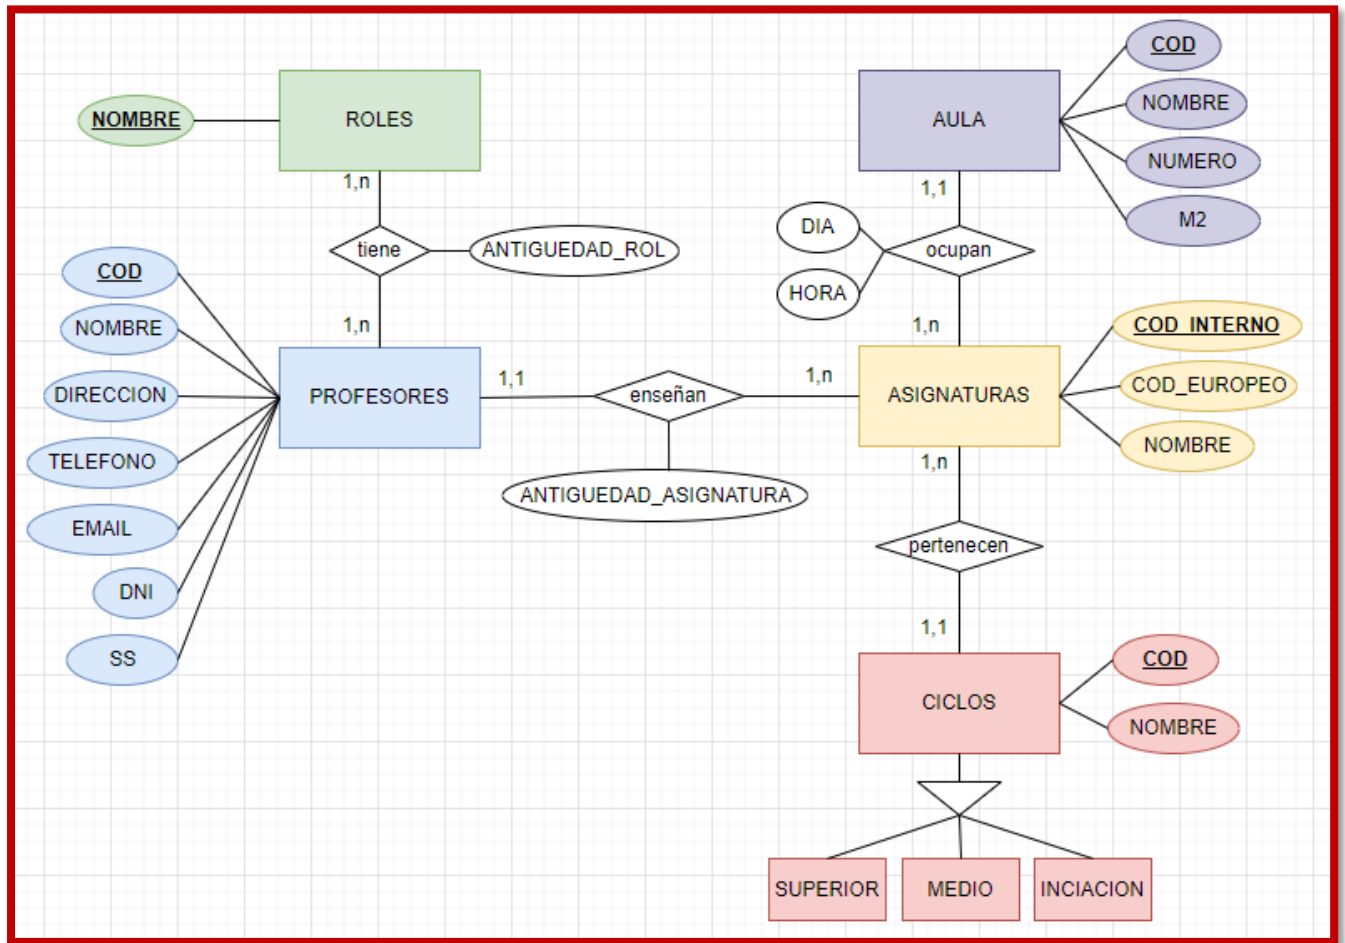 COD
NOMBRE
ROLES
AULA
NOMBRE
NUMERO
1,n
1,1
M2
DIA
tiene
ANTIGUEDAD_ROL
ocupan
COD
HORA
NOMBRE
1,n
1,n
COD_INTERNO
1,1
1,n
COD_EUROPEO
DIRECCION
PROFESORES
enseñan
ASIGNATURAS
NOMBRE
TELEFONO
1,n
ANTIGUEDAD_ASIGNATURA
EMAIL
pertenecen
DNI
1,1
SS
COD
CICLOS
NOMBRE
SUPERIOR
MEDIO
INCIACION